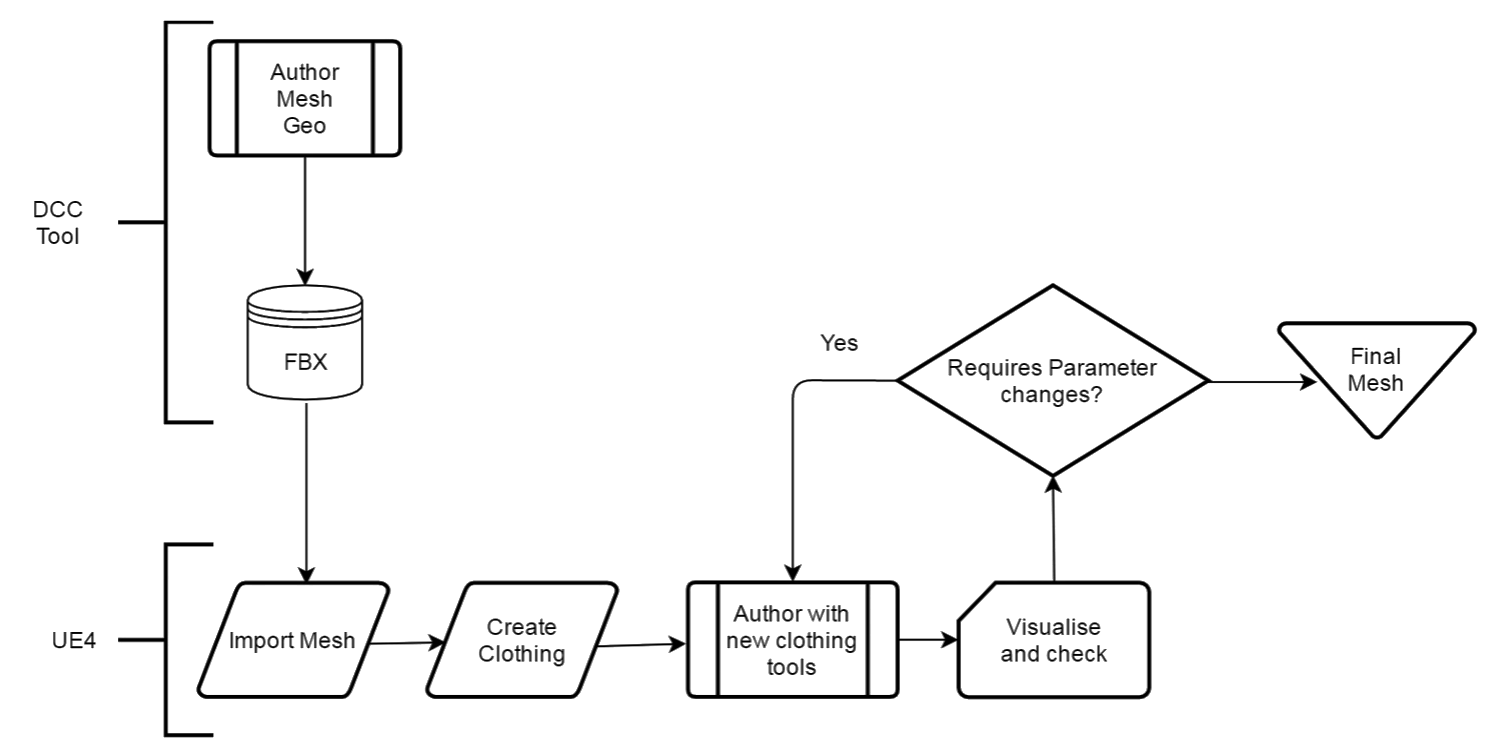 Author
Mesh
Geo
DCC
Tool
FBX
Yes
Requires Parameter
changes?
Final
Mesh
UE4
Import Mesh
Create
Clothing
Author with
new clothing
tools
Visualise
and check